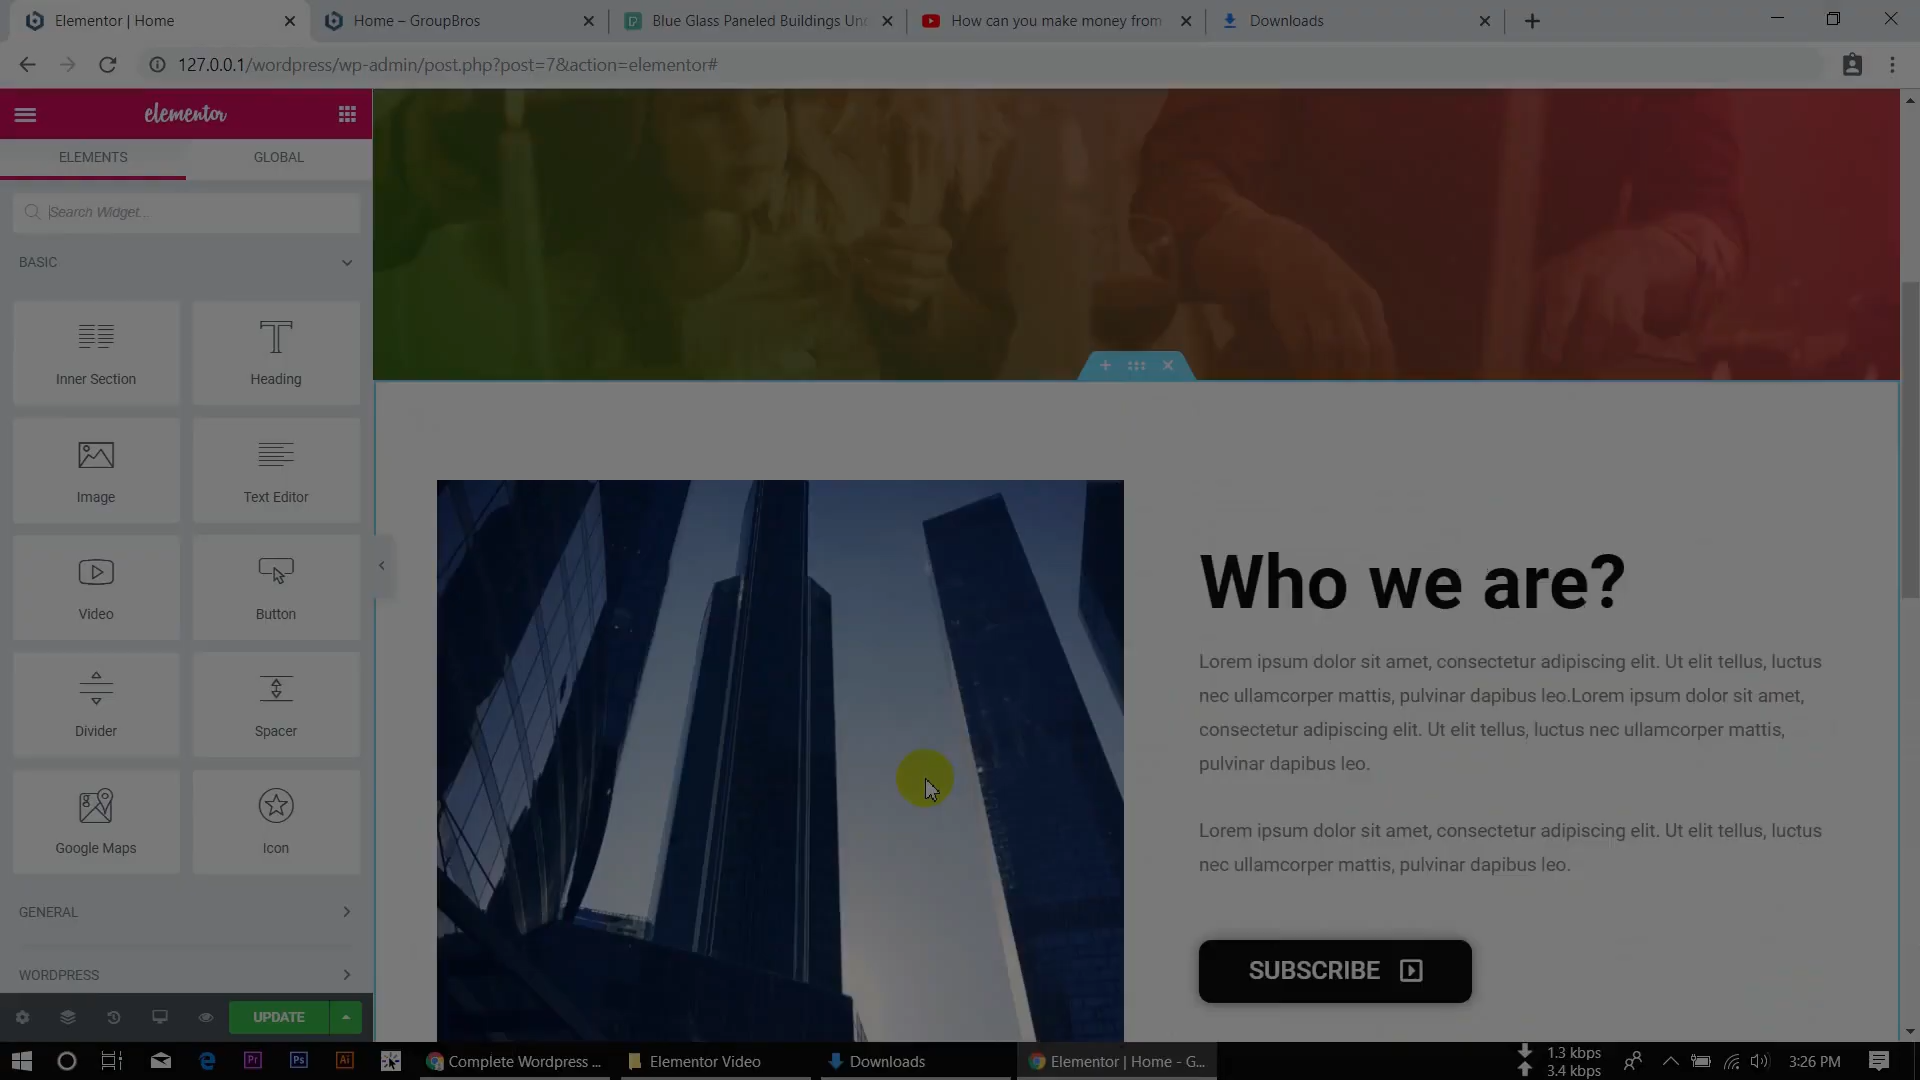 Elementor | Home
Home – GroupBros
Blue Glass Paneled Buildings Und
How can you make money from
Downloads
127.0.0.1/wordpress/wp-admin/post.php?post=7&action=elementor#
elementor
ELEMENTS
GLOBAL
Search Widget...
BASIC
Inner Section
Heading
Image
Text Editor
Video
Button
Divider
Spacer
Google Maps
Icon
GENERAL
WORDPRESS
UPDATE
Who we are?
Lorem ipsum dolor sit amet, consectetur adipiscing elit. Ut elit tellus, luctus
nec ullamcorper mattis, pulvinar dapibus leo.Lorem ipsum dolor sit amet,
consectetur adipiscing elit. Ut elit tellus, luctus nec ullamcorper mattis,
pulvinar dapibus leo.
Lorem ipsum dolor sit amet, consectetur adipiscing elit. Ut elit tellus, luctus
nec ullamcorper mattis, pulvinar dapibus leo.
SUBSCRIBE
Pr
Ps
Ai
Complete Wordpress ...
Elementor Video
Downloads
Elementor | Home - G...
1.3 kbps
3.4 kbps
3:26 PM